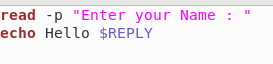 read -p "Enter your Name : "
echo Hello $REPLY